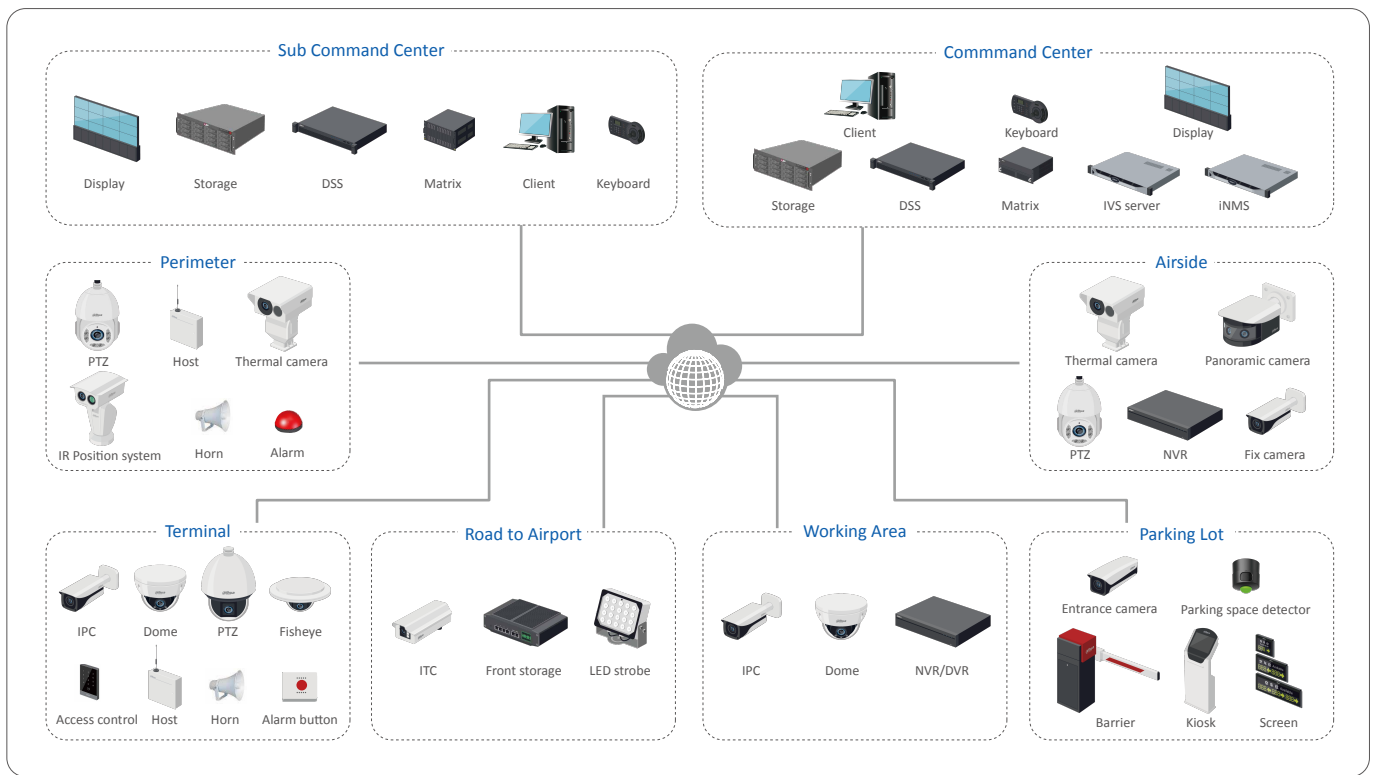 Sub Command Center
Display
Storage
DSS
Matrix
Client
Keyboard
Commmand Center
Client
Keyboard
Display
Storage
DSS
Matrix
IVS server
iNMS
Perimeter
PTZ
Host
Thermal camera
IR Position system
Horn
Alarm
Airside
Thermal camera
Panoramic camera
PTZ
NVR
Fix camera
Terminal
IPC
Dome
PTZ
Fisheye
Access control
Host
Horn
Alarm button
Road to Airport
ITC
Front storage
LED strobe
Working Area
IPC
Dome
NVR/DVR
Parking Lot
Entrance camera
Parking space detector
Barrier
Kiosk
Screen